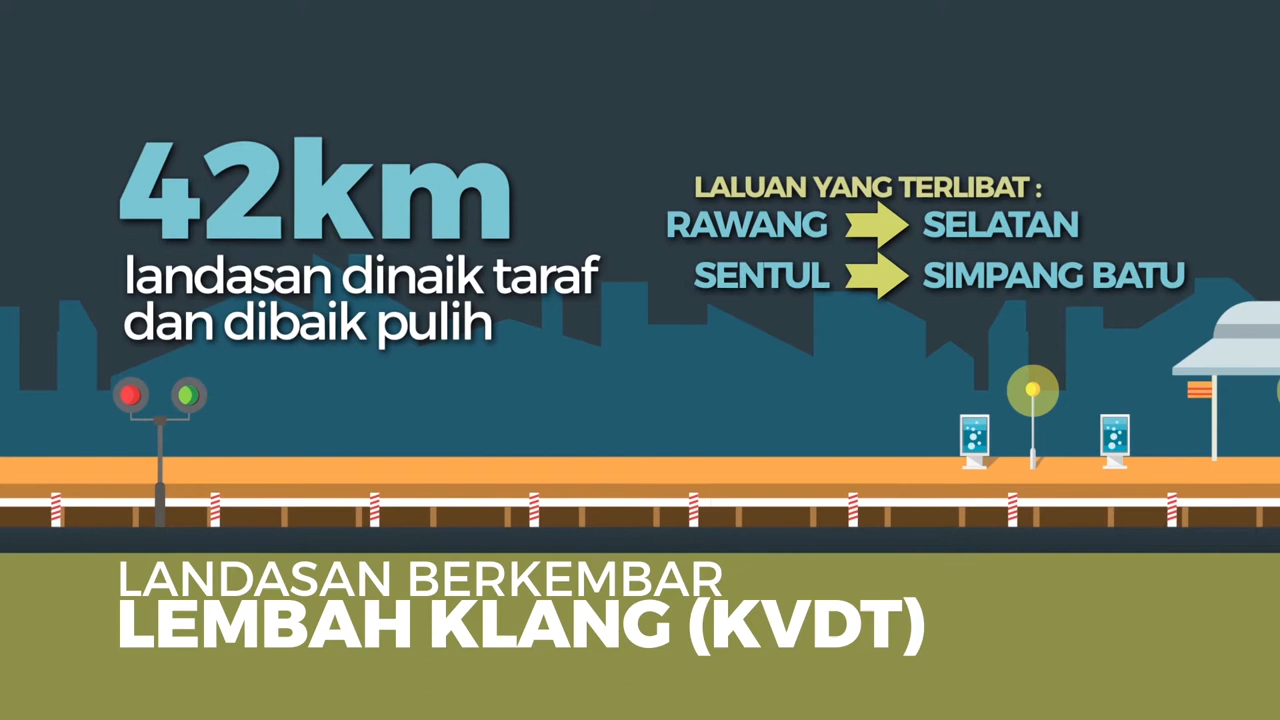 42km
landasan dinaik taraf
dan dibaik pulih
LALUAN YANG TERLIBAT :
RAWANG SELATAN
SENTUL SIMPANG BATU
LANDASAN BERKEMBAR
LEMBAH KLANG (KVDT)